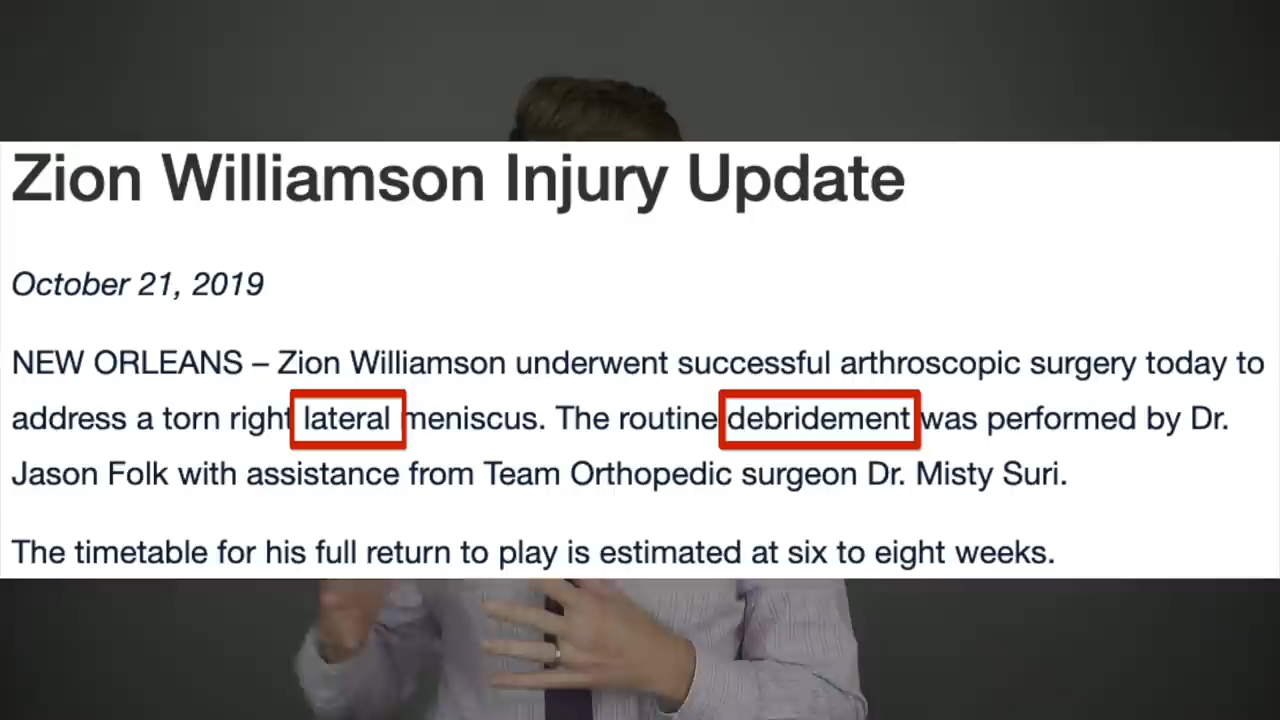 Zion Williamson Injury Update
October 21, 2019
NEW ORLEANS – Zion Williamson underwent successful arthroscopic surgery today to
address a torn right lateral meniscus. The routine debridement was performed by Dr.
Jason Folk with assistance from Team Orthopedic surgeon Dr. Misty Suri.
The timetable for his full return to play is estimated at six to eight weeks.